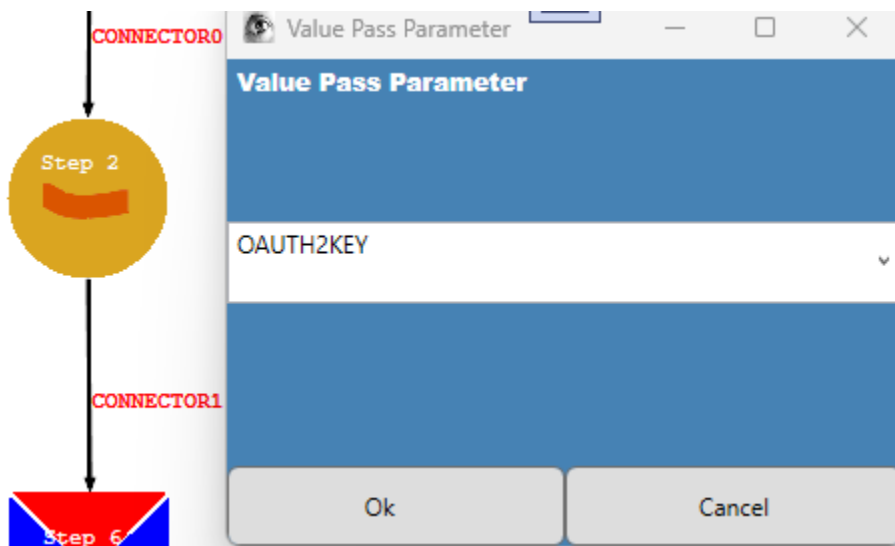 CONNECTOR0
Value Pass Parameter
Value Pass Parameter
Step 2
OAUTH2KEY
CONNECTOR1
Ok
Cancel
Step 6